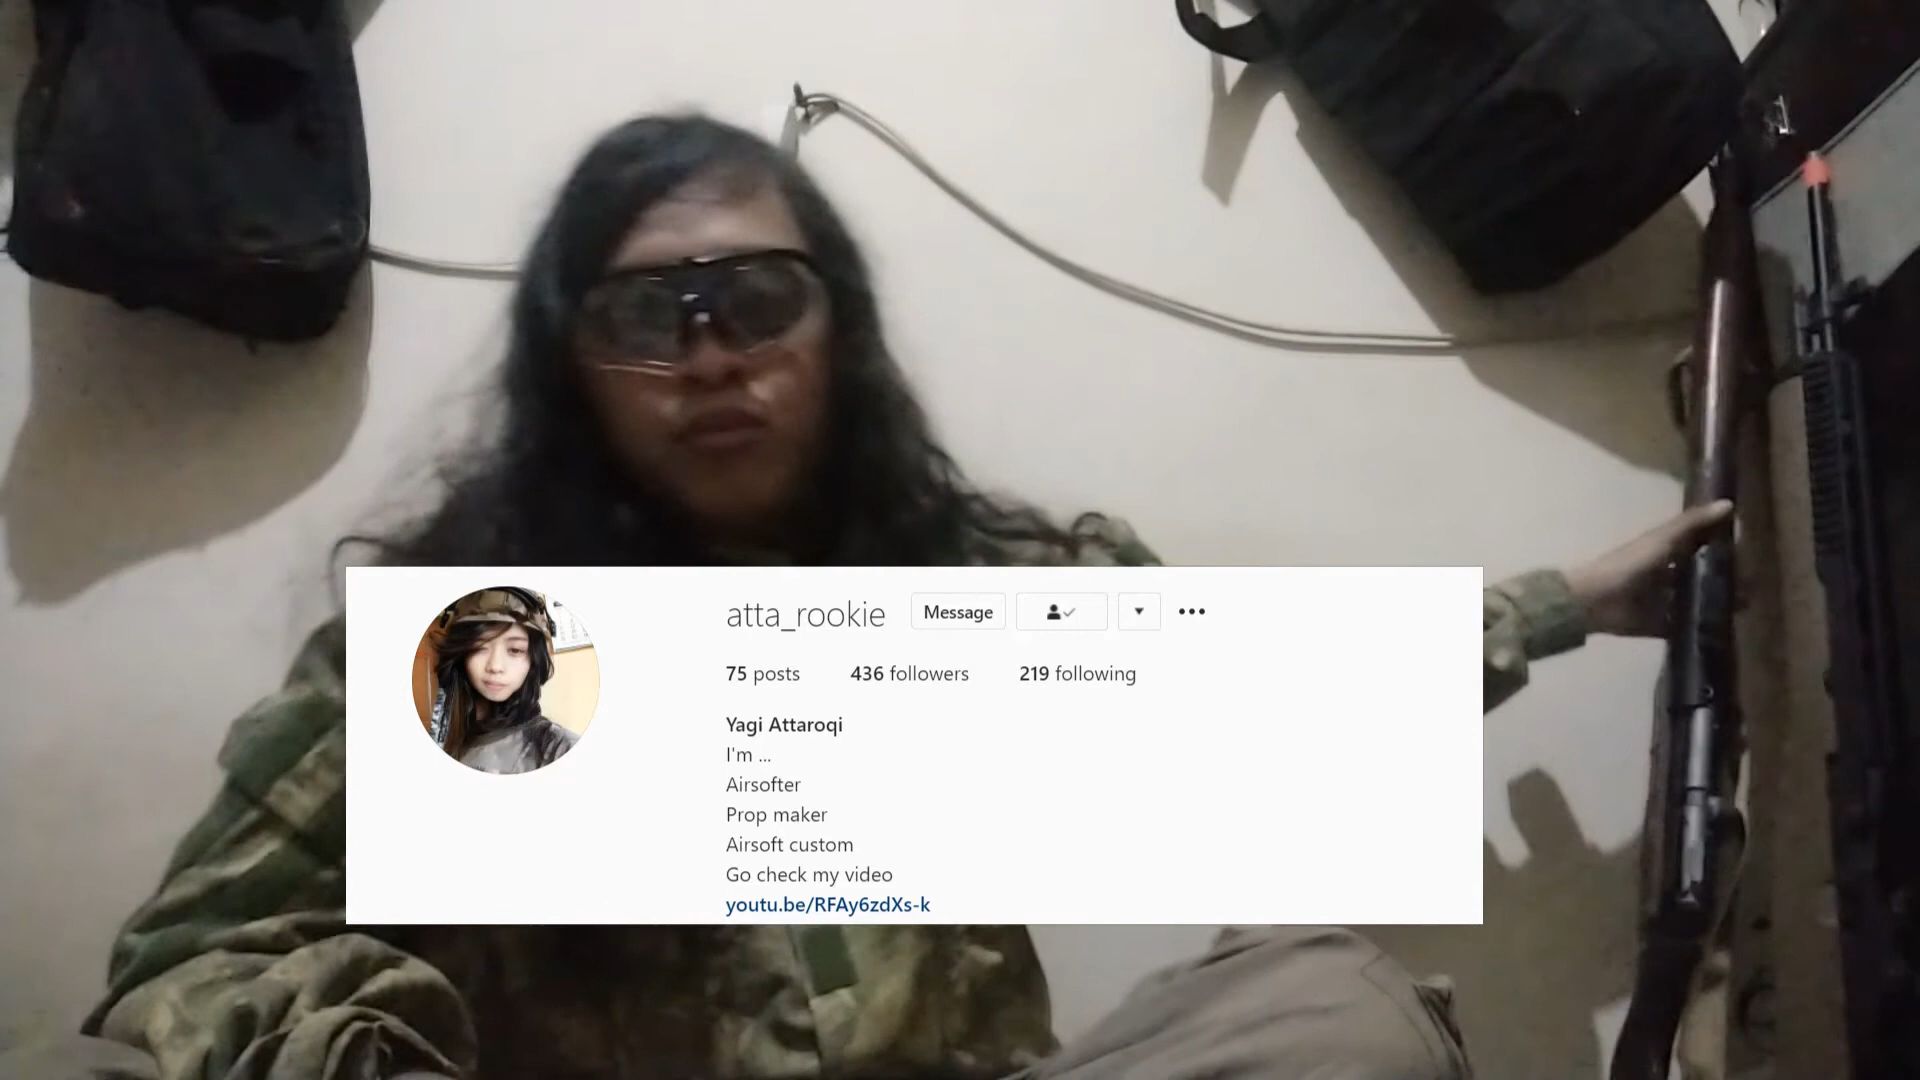 atta_rookie Message
75 posts 436 followers 219 following
Yagi Attaroqi
I'm ...
Airsofter
Prop maker
Airsoft custom
Go check my video
youtu.be/RFAy6zdXs-k